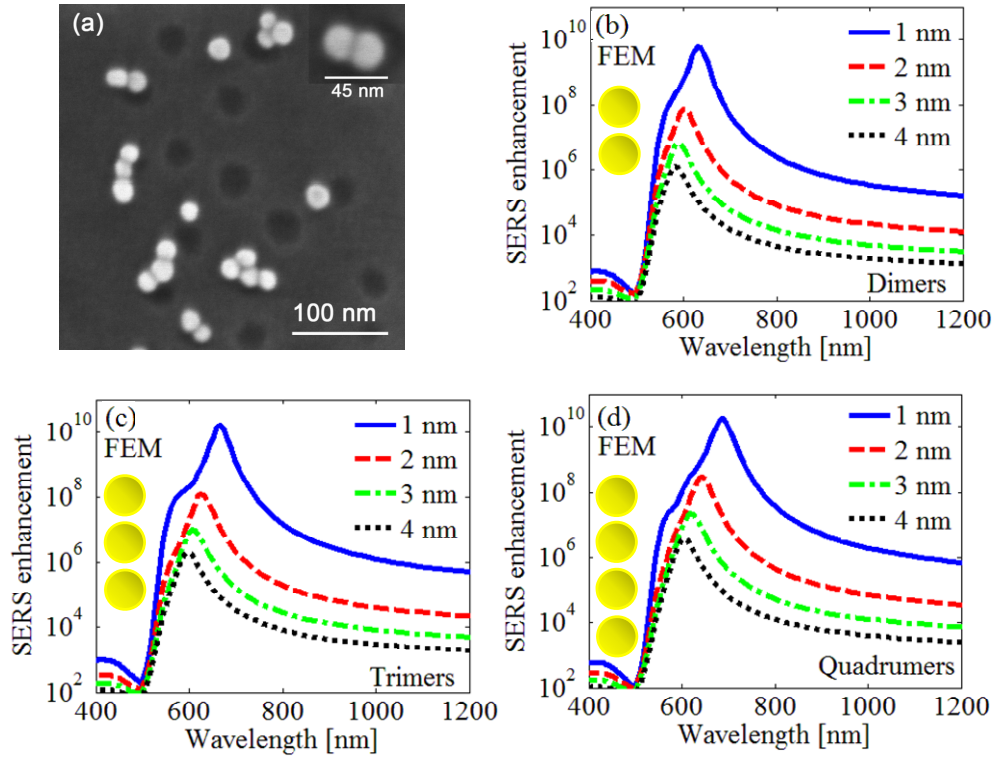 (a)
45 nm
100 nm
(b)
FEM
1 nm
2 nm
3 nm
4 nm
Dimers
SERS enhancement
10^10
10^8
10^6
10^4
10^2
400 600 800 1000 1200
Wavelength [nm]
(c)
FEM
1 nm
2 nm
3 nm
4 nm
Trimers
SERS enhancement
10^10
10^8
10^6
10^4
10^2
400 600 800 1000 1200
Wavelength [nm]
(d)
FEM
1 nm
2 nm
3 nm
4 nm
Quadrumers
SERS enhancement
10^10
10^8
10^6
10^4
10^2
400 600 800 1000 1200
Wavelength [nm]